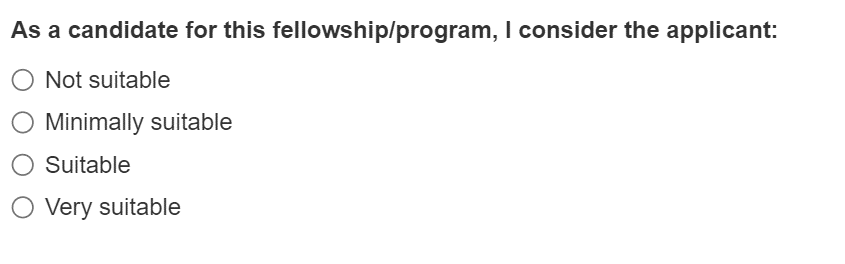 As a candidate for this fellowship/program, I consider the applicant:
Not suitable
Minimally suitable
Suitable
Very suitable